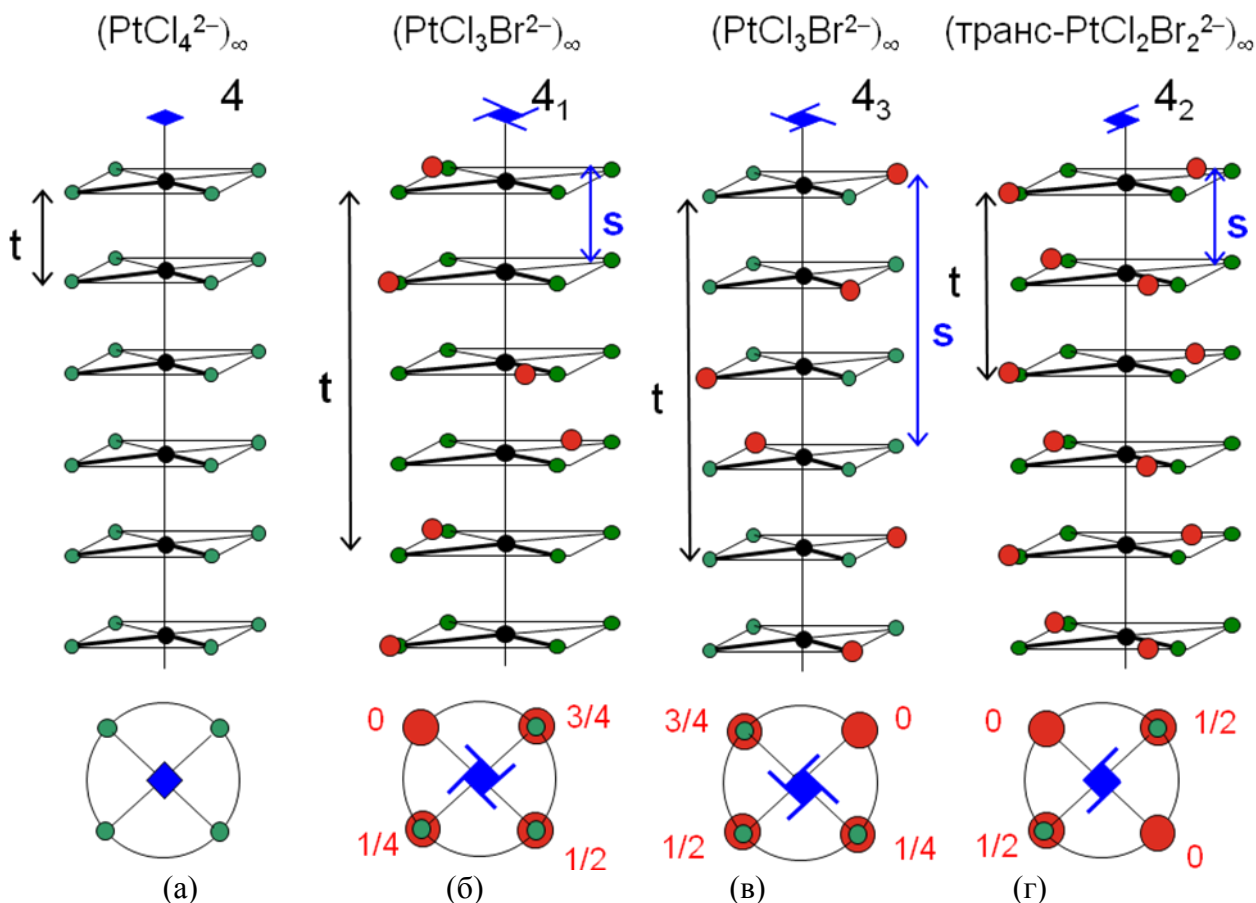 (PtCl₄²⁻)∞ (PtCl₃Br²⁻)∞ (PtCl₃Br²⁻)∞ (транс-PtCl₂Br₂²⁻)∞
4 4₁ 4₃ 4₂
t t s t s t s
0 3/4 3/4 0 0 1/2
1/4 1/2 1/2 1/4 1/2 0
(а) (б) (в) (г)